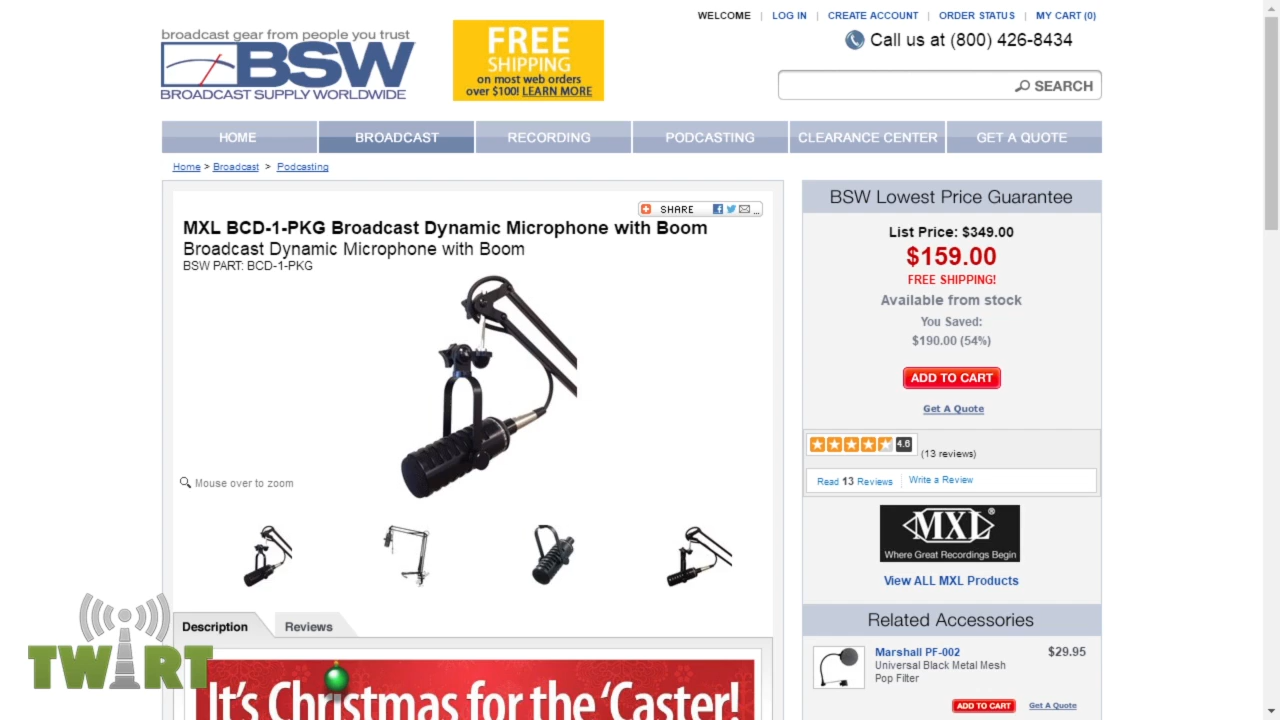 WELCOME | LOG IN | CREATE ACCOUNT | ORDER STATUS | MY CART (0)
broadcast gear from people you trust
BSW
BROADCAST SUPPLY WORLDWIDE
FREE
SHIPPING
on most web orders
over $100! LEARN MORE
Call us at (800) 426-8434
SEARCH
HOME BROADCAST RECORDING PODCASTING CLEARANCE CENTER GET A QUOTE
Home > Broadcast > Podcasting
SHARE ...
MXL BCD-1-PKG Broadcast Dynamic Microphone with Boom
Broadcast Dynamic Microphone with Boom
BSW PART: BCD-1-PKG
Mouse over to zoom
Description Reviews
It's Christmas for the 'Caster!
TWiRT
BSW Lowest Price Guarantee
List Price: $349.00
$159.00
FREE SHIPPING!
Available from stock
You Saved:
$190.00 (54%)
ADD TO CART
Get A Quote
4.6 (13 reviews)
Read 13 Reviews | Write a Review
MXL®
Where Great Recordings Begin
View ALL MXL Products
Related Accessories
Marshall PF-002 $29.95
Universal Black Metal Mesh
Pop Filter
ADD TO CART Get A Quote